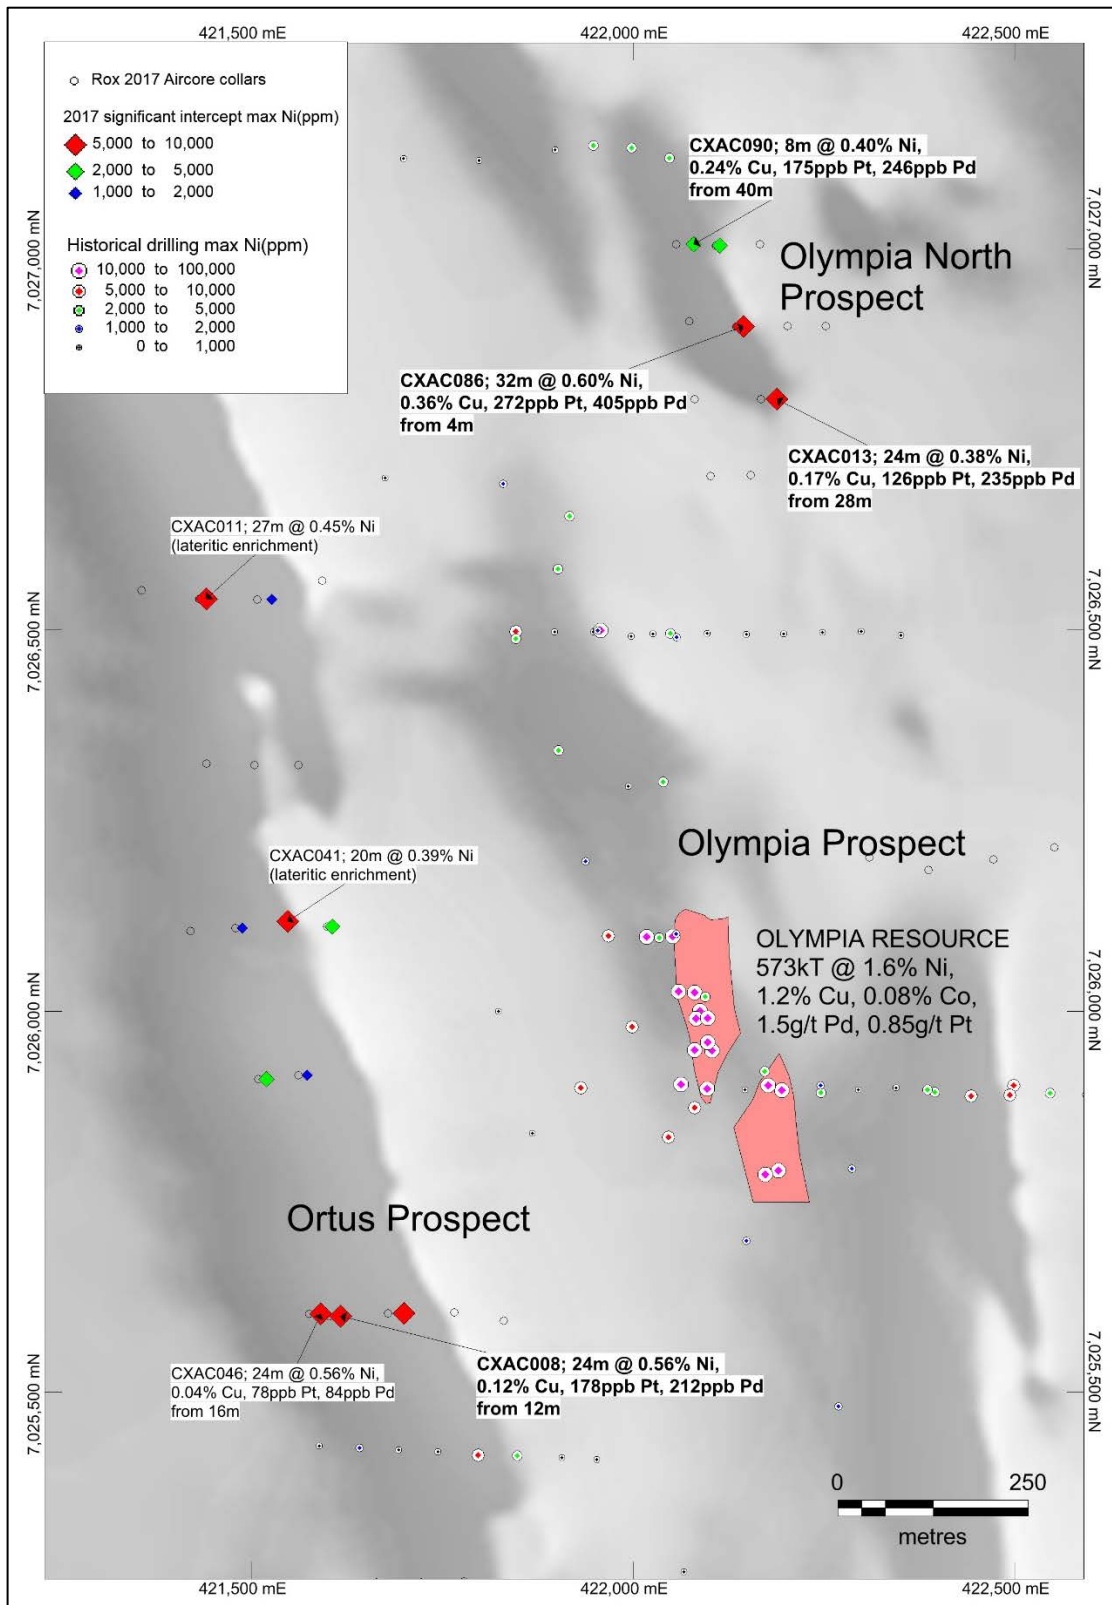 421,500 mE
422,000 mE
422,500 mE
Rox 2017 Aircore collars
2017 significant intercept max Ni(ppm)
5,000 to 10,000
2,000 to 5,000
1,000 to 2,000
Historical drilling max Ni(ppm)
10,000 to 100,000
5,000 to 10,000
2,000 to 5,000
1,000 to 2,000
0 to 1,000
CXAC090; 8m @ 0.40% Ni,
0.24% Cu, 175ppb Pt, 246ppb Pd
from 40m
7,027,000 mN
7,027,000 mN
Olympia North
Prospect
CXAC086; 32m @ 0.60% Ni,
0.36% Cu, 272ppb Pt, 405ppb Pd
from 4m
CXAC013; 24m @ 0.38% Ni,
0.17% Cu, 126ppb Pt, 235ppb Pd
from 28m
CXAC011; 27m @ 0.45% Ni
(lateritic enrichment)
7,026,500 mN
7,026,500 mN
CXAC041; 20m @ 0.39% Ni
(lateritic enrichment)
Olympia Prospect
OLYMPIA RESOURCE
573kT @ 1.6% Ni,
1.2% Cu, 0.08% Co,
1.5g/t Pd, 0.85g/t Pt
7,026,000 mN
7,026,000 mN
Ortus Prospect
CXAC046; 24m @ 0.56% Ni,
0.04% Cu, 78ppb Pt, 84ppb Pd
from 16m
CXAC008; 24m @ 0.56% Ni,
0.12% Cu, 178ppb Pt, 212ppb Pd
from 12m
7,025,500 mN
7,025,500 mN
0 250
metres
421,500 mE
422,000 mE
422,500 mE